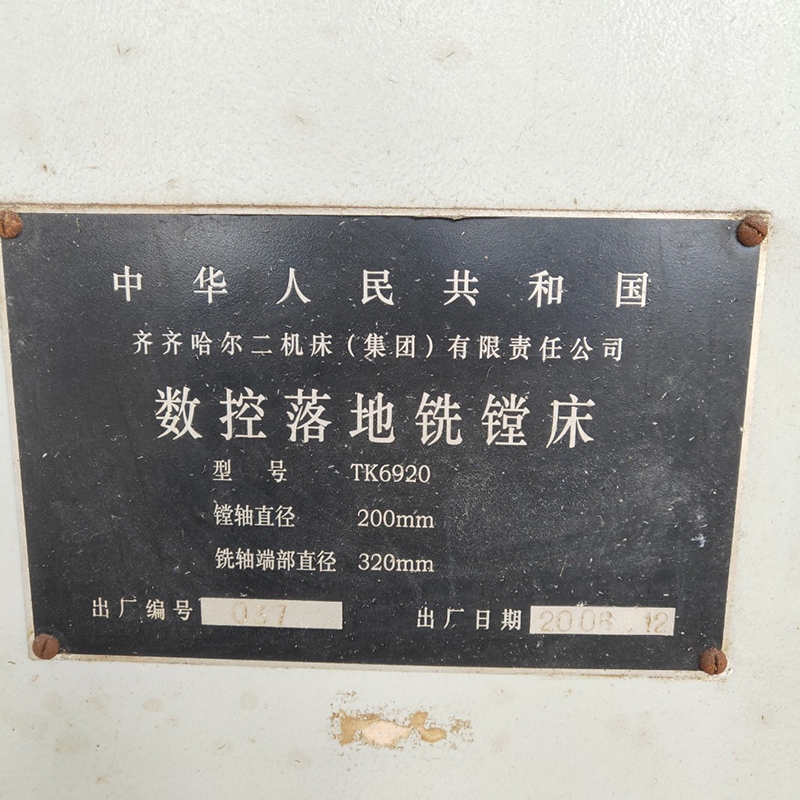 中华人民共和国
齐齐哈尔二机床(集团)有限责任公司
数控落地铣镗床
型号 TK6920
镗轴直径 200mm
铣轴端部直径 320mm
出厂编号 037 出厂日期 2006.12